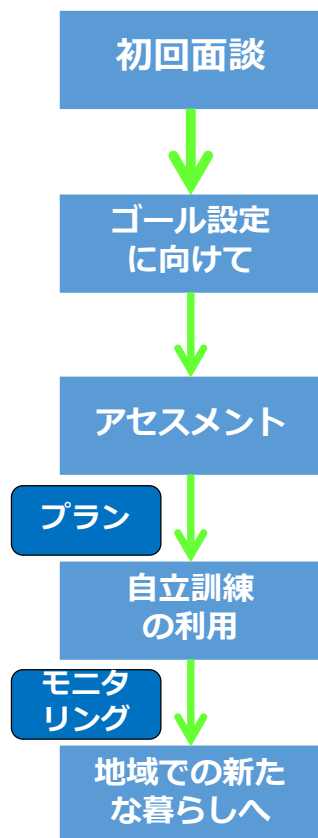 初回面談
ゴール設定
に向けて
アセスメント
プラン
自立訓練
の利用
モニタ
リング
地域での新た
な暮らしへ